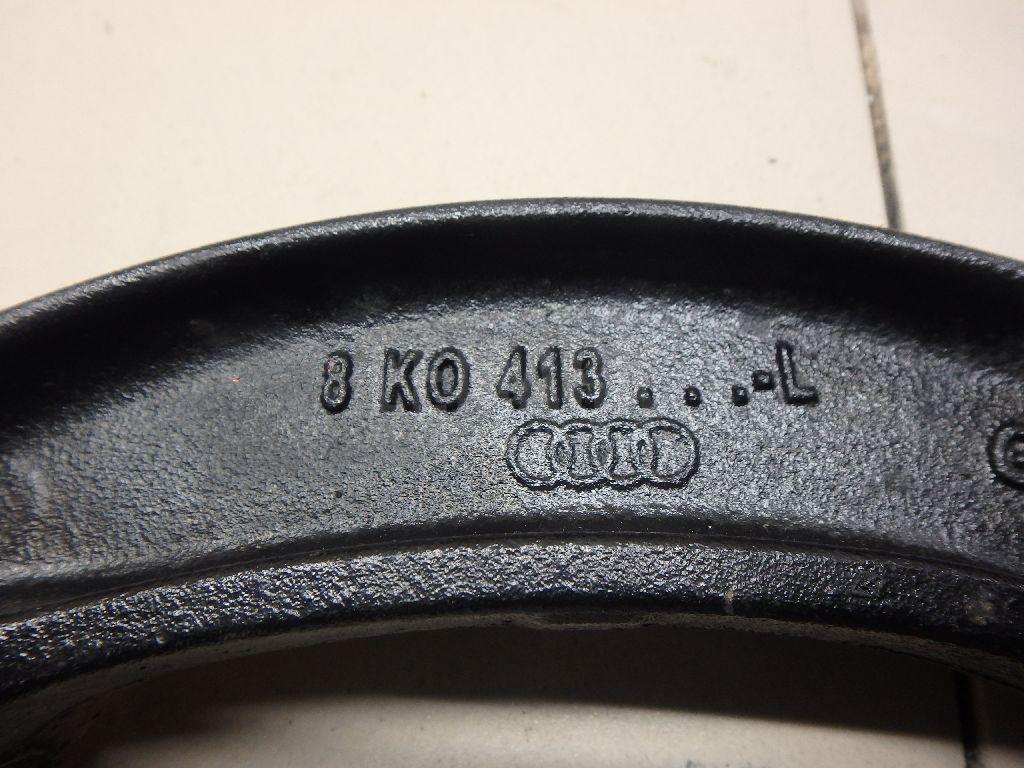 8 K0 413 . . .-L